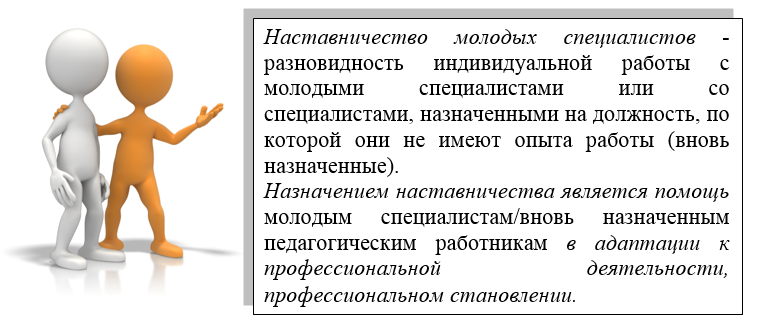 Наставничество молодых специалистов -
разновидность индивидуальной работы с
молодыми специалистами или со
специалистами, назначенными на должность, по
которой они не имеют опыта работы (вновь
назначенные).
Назначением наставничества является помощь
молодым специалистам/вновь назначенным
педагогическим работникам в адаптации к
профессиональной деятельности,
профессиональном становлении.